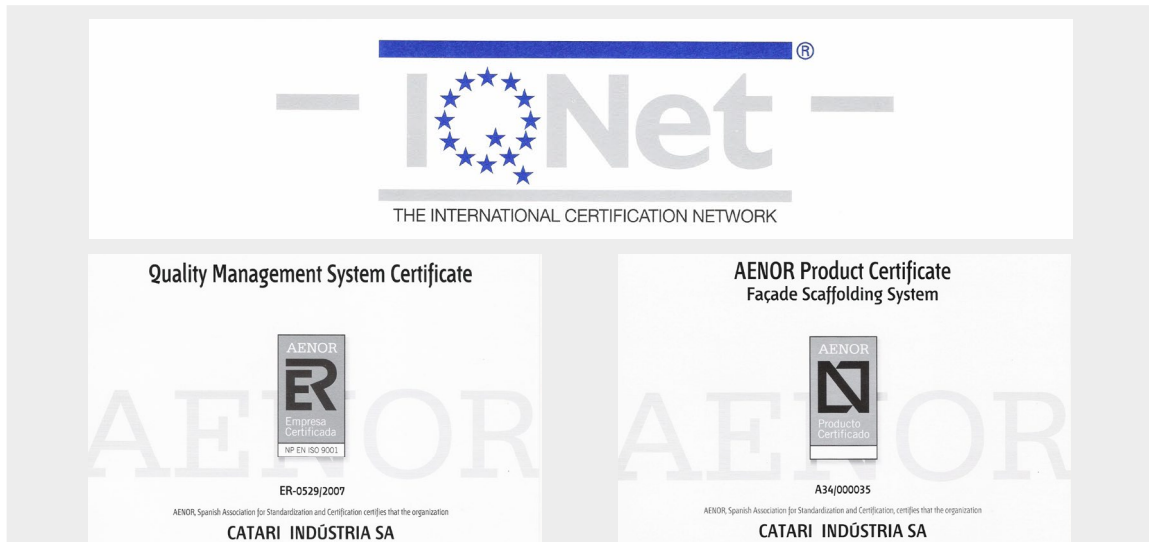 IQNet®
THE INTERNATIONAL CERTIFICATION NETWORK
Quality Management System Certificate
AENOR
AENOR
ER
Empresa
Certificada
NP EN ISO 9001
ER-0529/2007
AENOR, Spanish Association for Standardization and Certification certifies that the organization
CATARI INDÚSTRIA SA
AENOR Product Certificate
Façade Scaffolding System
AENOR
AENOR
N
Producto
Certificado
A34/000035
AENOR, Spanish Association for Standardization and Certification, certifies that the organization
CATARI INDÚSTRIA SA